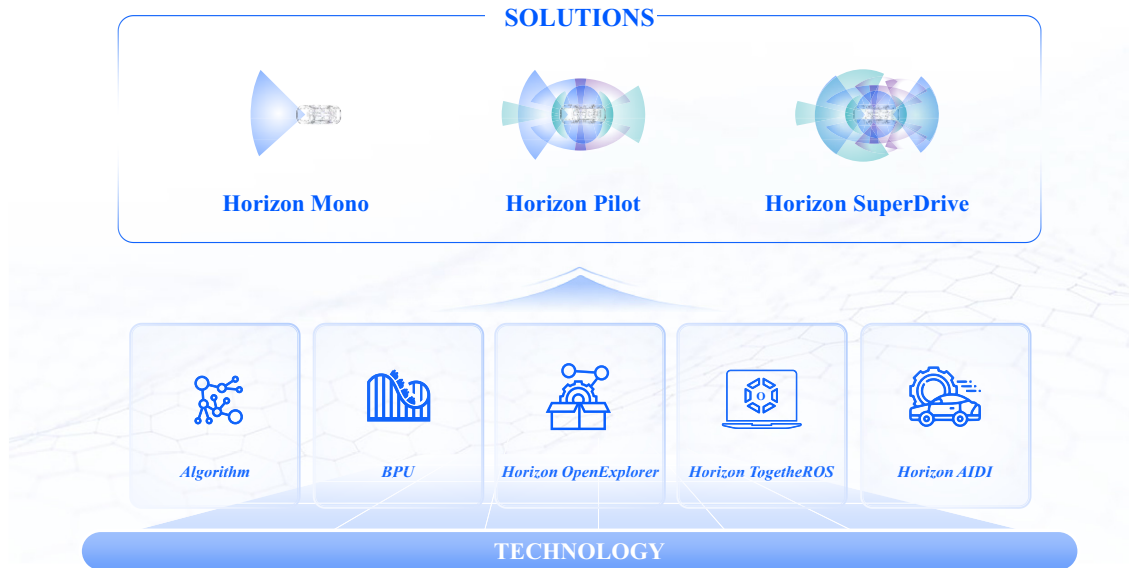 SOLUTIONS
Horizon Mono
Horizon Pilot
Horizon SuperDrive
Algorithm
BPU
Horizon OpenExplorer
O
Horizon TogetheROS
Horizon AIDI
TECHNOLOGY